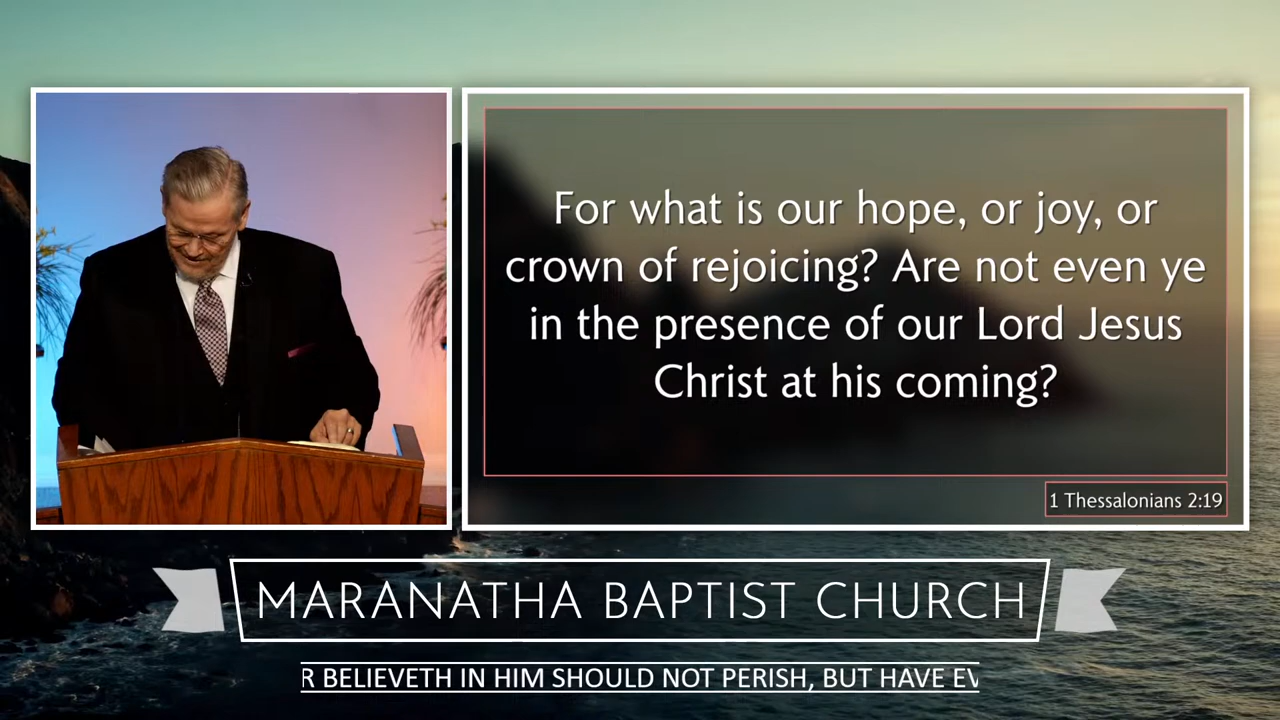 For what is our hope, or joy, or
crown of rejoicing? Are not even ye
in the presence of our Lord Jesus
Christ at his coming?
1 Thessalonians 2:19
MARANATHA BAPTIST CHURCH
R BELIEVETH IN HIM SHOULD NOT PERISH, BUT HAVE EV